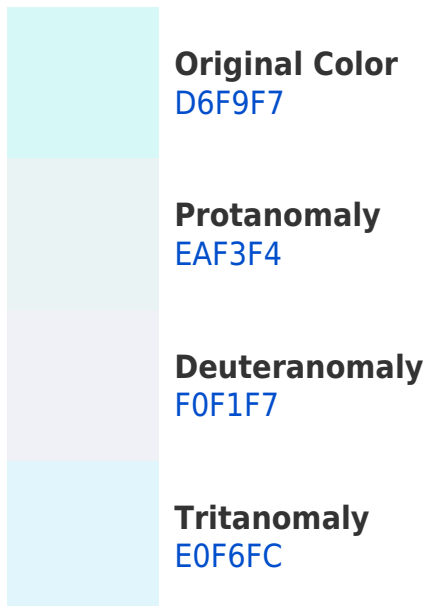 Original Color
D6F9F7
Protanomaly
EAF3F4
Deuteranomaly
F0F1F7
Tritanomaly
E0F6FC